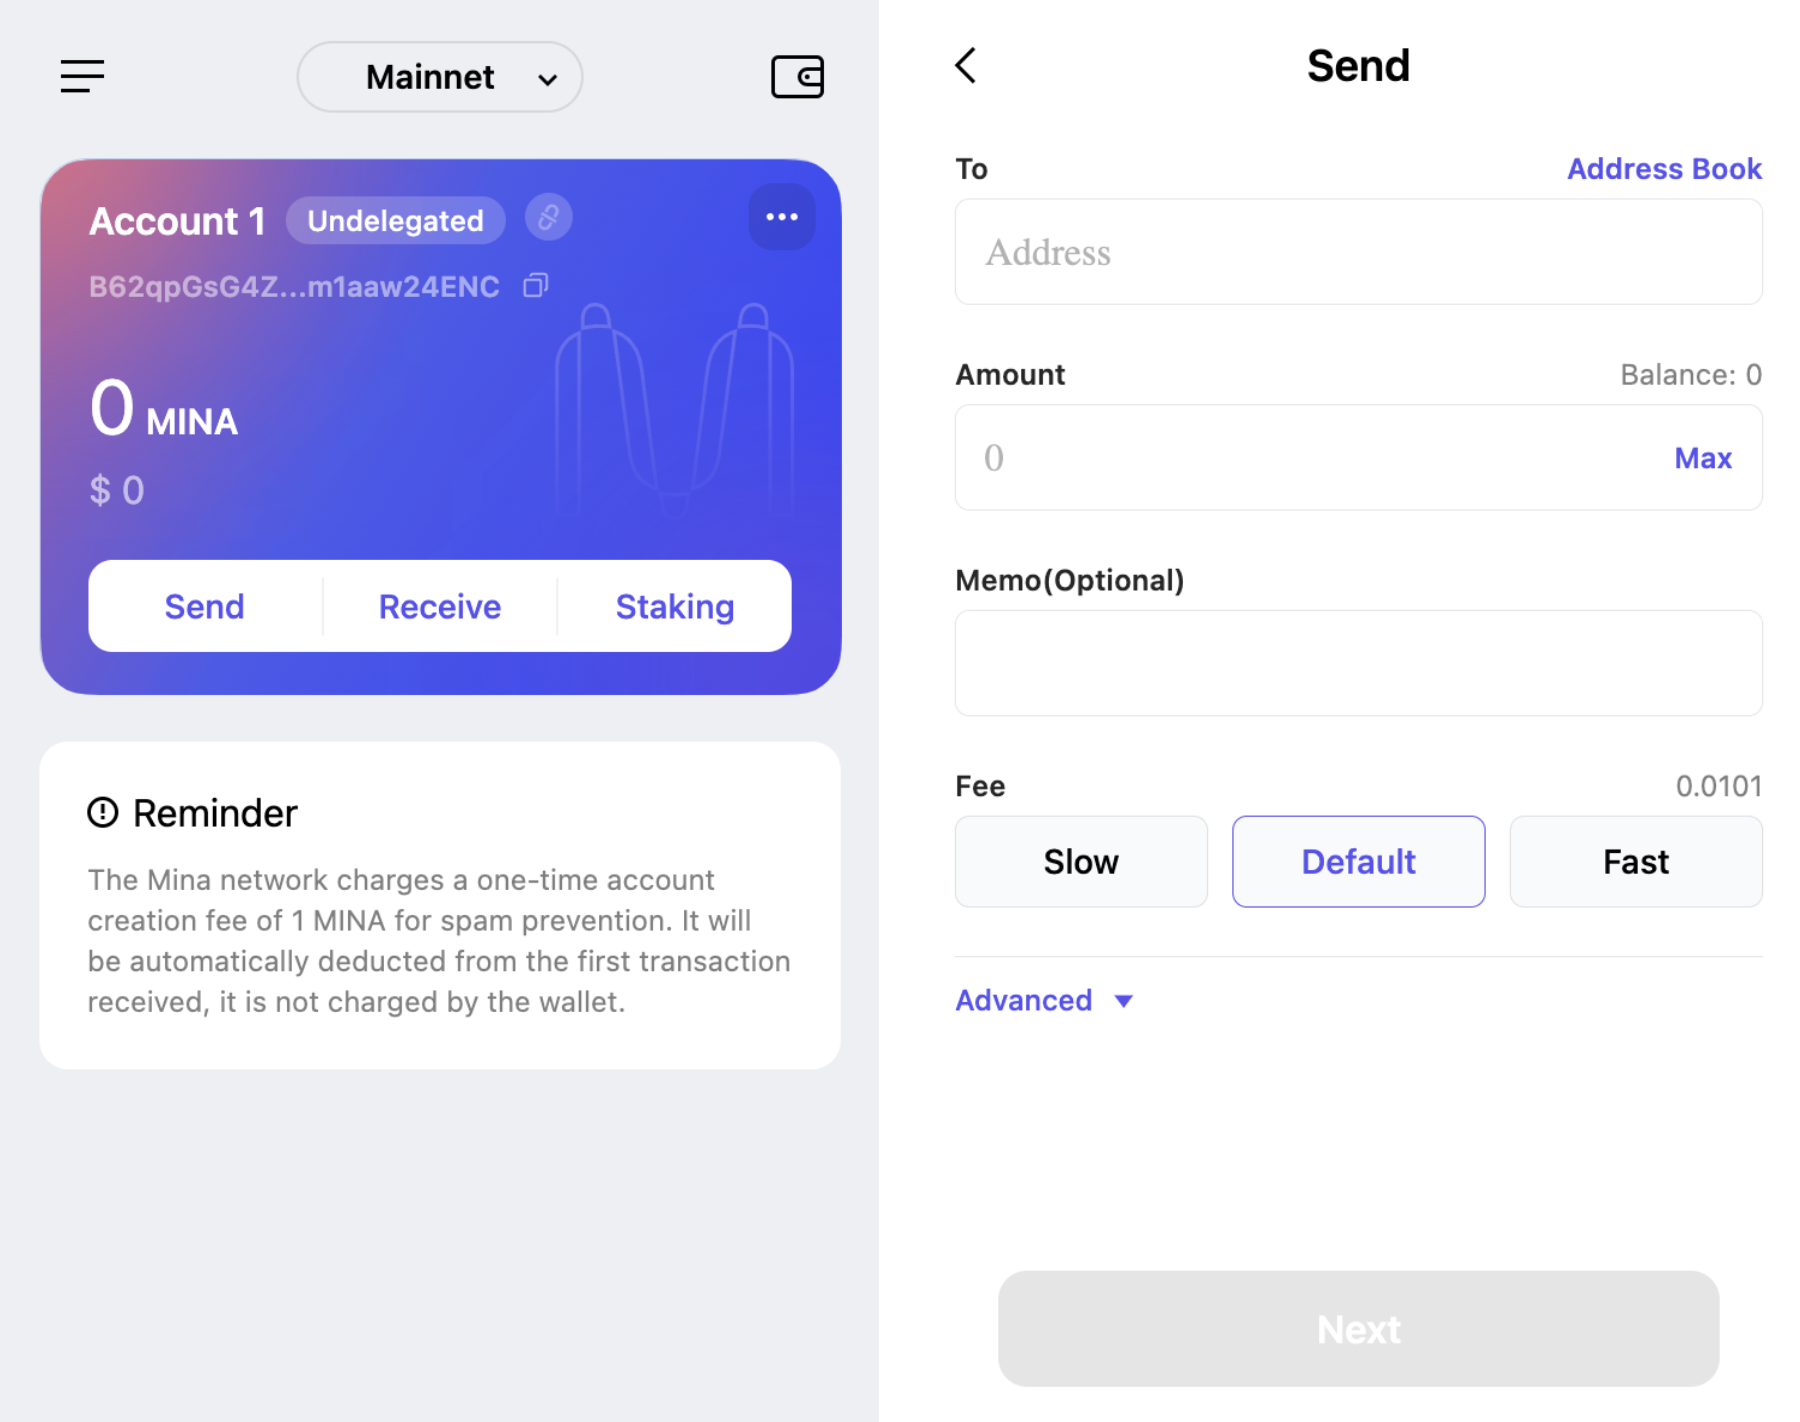 Mainnet
Account 1 Undelegated
B62qpGsG4Z...m1aaw24ENC
0 MINA
$ 0
Send Receive Staking
Reminder
The Mina network charges a one-time account
creation fee of 1 MINA for spam prevention. It will
be automatically deducted from the first transaction
received, it is not charged by the wallet.
Send
To Address Book
Address
Amount Balance: 0
0 Max
Memo(Optional)
Fee 0.0101
Slow Default Fast
Advanced
Next